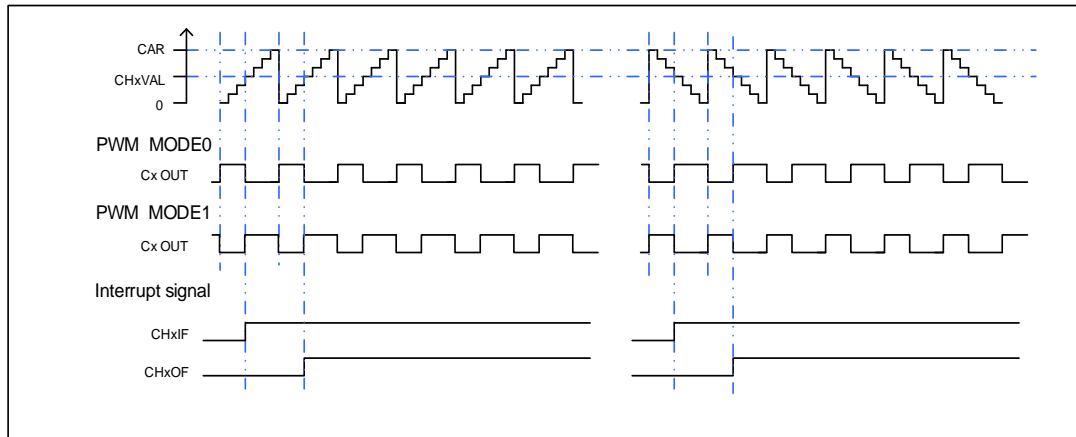 CAR
CHxVAL
0
PWM MODE0
Cx OUT
PWM MODE1
Cx OUT
Interrupt signal
CHxIF
CHxOF